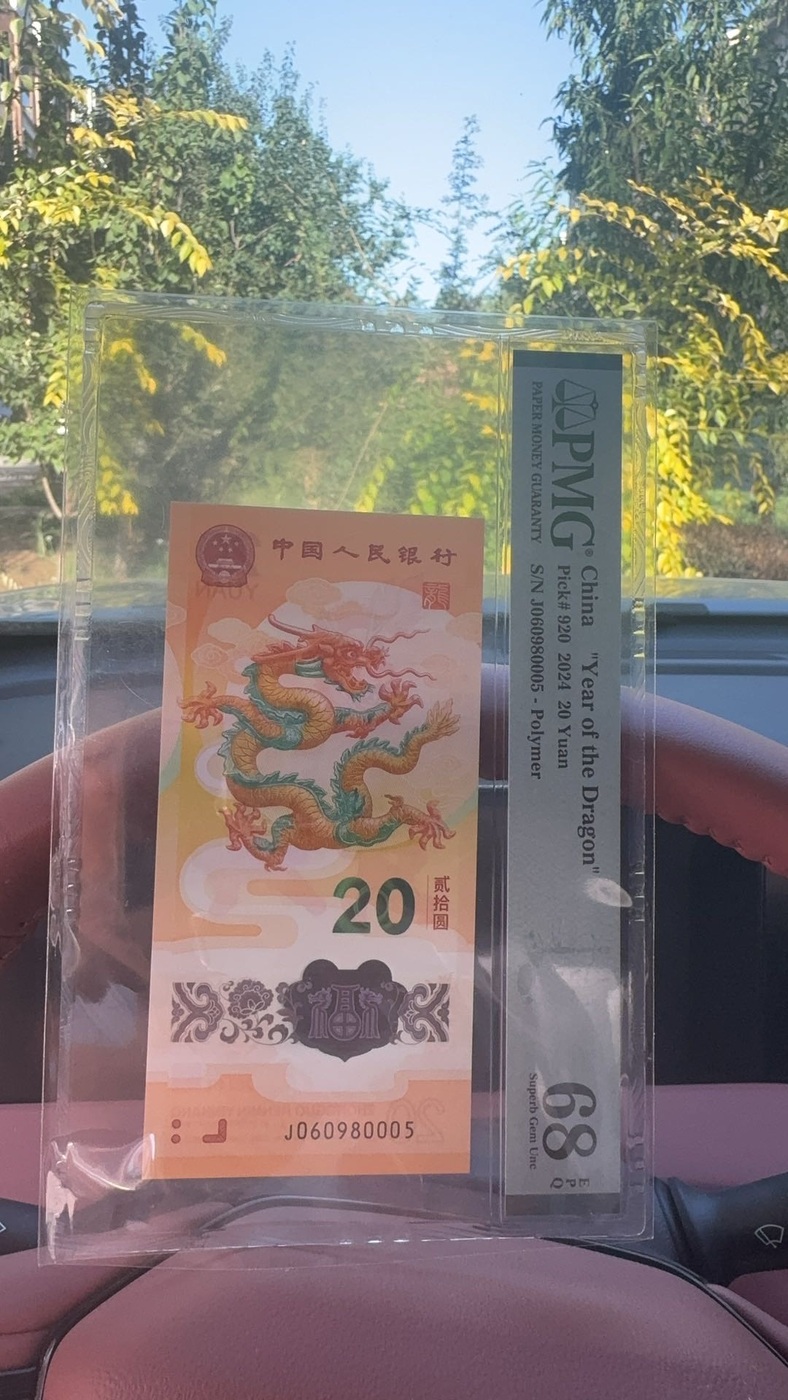 中国人民银行
龍
20
贰拾圆
J060980005
PMG®
PAPER MONEY GUARANTY
China "Year of the Dragon"
Pick# 920 2024 20 Yuan
S/N J060980005 - Polymer
68
EPQ
Superb Gem Unc